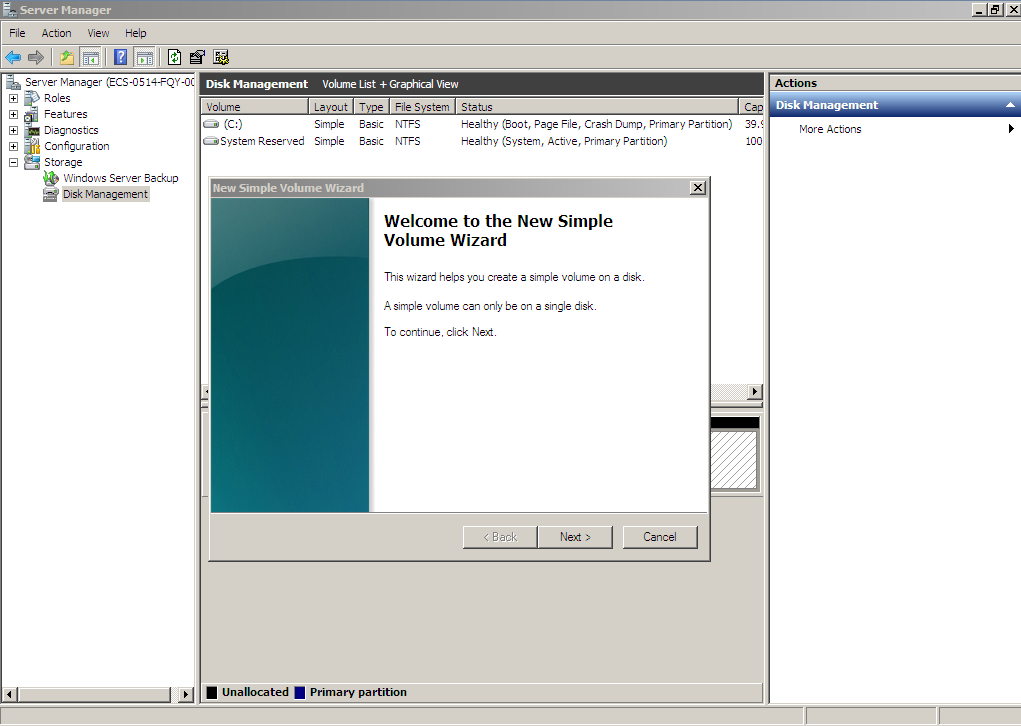 Server Manager
File Action View Help
Server Manager (ECS-0514-FQY-00
Roles
Features
Diagnostics
Configuration
Storage
Windows Server Backup
Disk Management
Disk Management Volume List + Graphical View
Volume Layout Type File System Status Cap
(C:) Simple Basic NTFS Healthy (Boot, Page File, Crash Dump, Primary Partition) 39.9
System Reserved Simple Basic NTFS Healthy (System, Active, Primary Partition) 100
New Simple Volume Wizard
Welcome to the New Simple
Volume Wizard
This wizard helps you create a simple volume on a disk.
A simple volume can only be on a single disk.
To continue, click Next.
< Back Next > Cancel
Unallocated Primary partition
Actions
Disk Management
More Actions